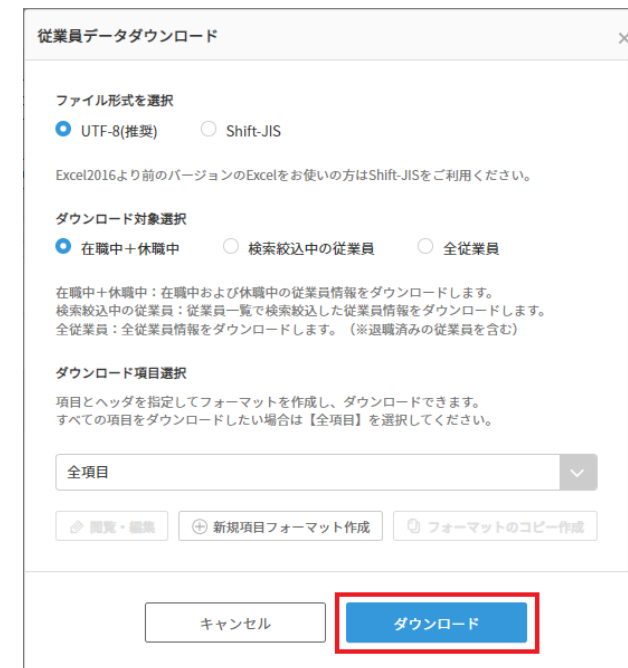 従業員データダウンロード
ファイル形式を選択
UTF-8(推奨) Shift-JIS
Excel2016より前のバージョンのExcelをお使いの方はShift-JISをご利用ください。
ダウンロード対象選択
在職中＋休職中 検索絞込中の従業員 全従業員
在職中＋休職中：在職中および休職中の従業員情報をダウンロードします。
検索絞込中の従業員：従業員一覧で検索絞込した従業員情報をダウンロードします。
全従業員：全従業員情報をダウンロードします。（※退職済みの従業員を含む）
ダウンロード項目選択
項目とヘッダを指定してフォーマットを作成し、ダウンロードできます。
すべての項目をダウンロードしたい場合は【全項目】を選択してください。
全項目
閲覧・編集 新規項目フォーマット作成 フォーマットのコピー作成
キャンセル ダウンロード